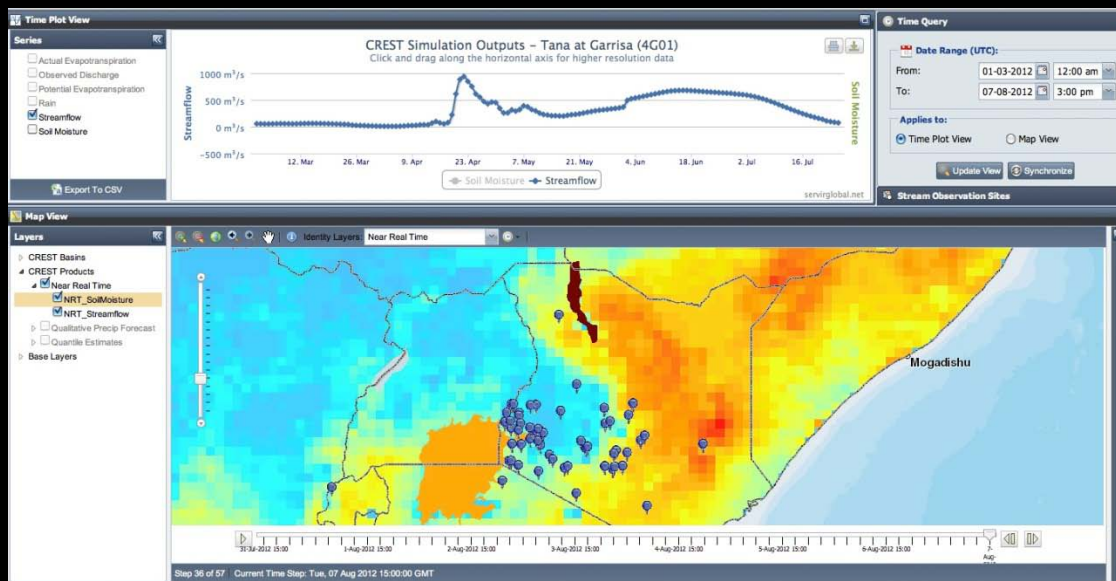 Time Plot View
Series
Actual Evapotranspiration
Observed Discharge
Potential Evapotranspiration
Rain
Streamflow
Soil Moisture
Export To CSV
CREST Simulation Outputs - Tana at Garrisa (4G01)
Click and drag along the horizontal axis for higher resolution data
Streamflow
1000 m³/s
500 m³/s
0 m³/s
-500 m³/s
Soil Moisture
12. Mar 26. Mar 9. Apr 23. Apr 7. May 21. May 4. Jun 18. Jun 2. Jul 16. Jul
Soil Moisture Streamflow
servirglobal.net
Time Query
Date Range (UTC):
From: 01-03-2012 12:00 am
To: 07-08-2012 3:00 pm
Applies to:
Time Plot View Map View
Update View Synchronize
Stream Observation Sites
Map View
Layers
CREST Basins
CREST Products
Near Real Time
NRT_SoilMoisture
NRT_Streamflow
Qualitative Precip Forecast
Quantile Estimates
Base Layers
Identity Layers: Near Real Time
Mogadishu
31-Jul-2012 15:00 1-Aug-2012 15:00 2-Aug-2012 15:00 3-Aug-2012 15:00 4-Aug-2012 15:00 5-Aug-2012 15:00 6-Aug-2012 15:00 7-
Aug-
Step 36 of 57 Current Time Step: Tue, 07 Aug 2012 15:00:00 GMT